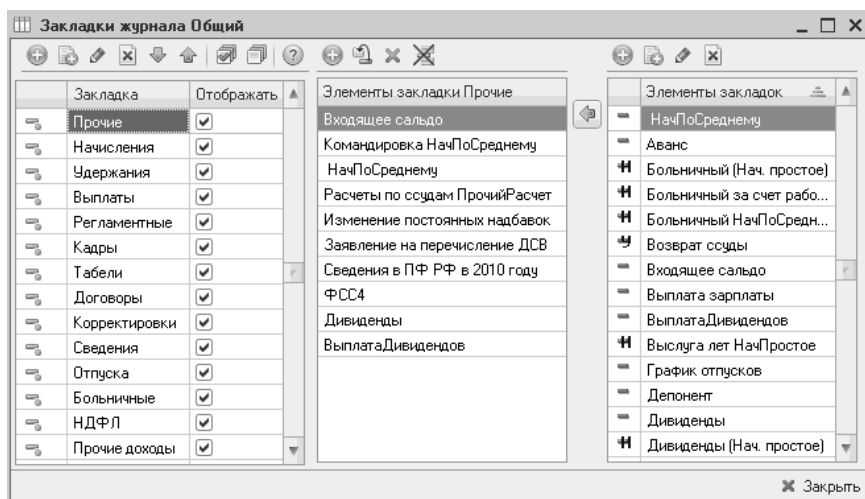 Закладки журнала Общий
Закладка
Отображать
Прочие
Начисления
Удержания
Выплаты
Регламентные
Кадры
Табели
Договоры
Корректировки
Сведения
Отпуска
Больничные
НДФЛ
Прочие доходы
Элементы закладки Прочие
Входящее сальдо
Командировка НачПоСреднему
НачПоСреднему
Расчеты по ссудам ПрочийРасчет
Изменение постоянных надбавок
Заявление на перечисление ДСВ
Сведения в ПФ РФ в 2010 году
ФСС4
Дивиденды
ВыплатаДивидендов
Элементы закладок
НачПоСреднему
Аванс
Н Больничный (Нач. простое)
Н Больничный за счет рабо...
Н Больничный НачПоСредн...
У Возврат ссуды
Входящее сальдо
Выплата зарплаты
ВыплатаДивидендов
Н Выслуга лет НачПростое
График отпусков
Депонент
Дивиденды
Н Дивиденды (Нач. простое)
Закрыть